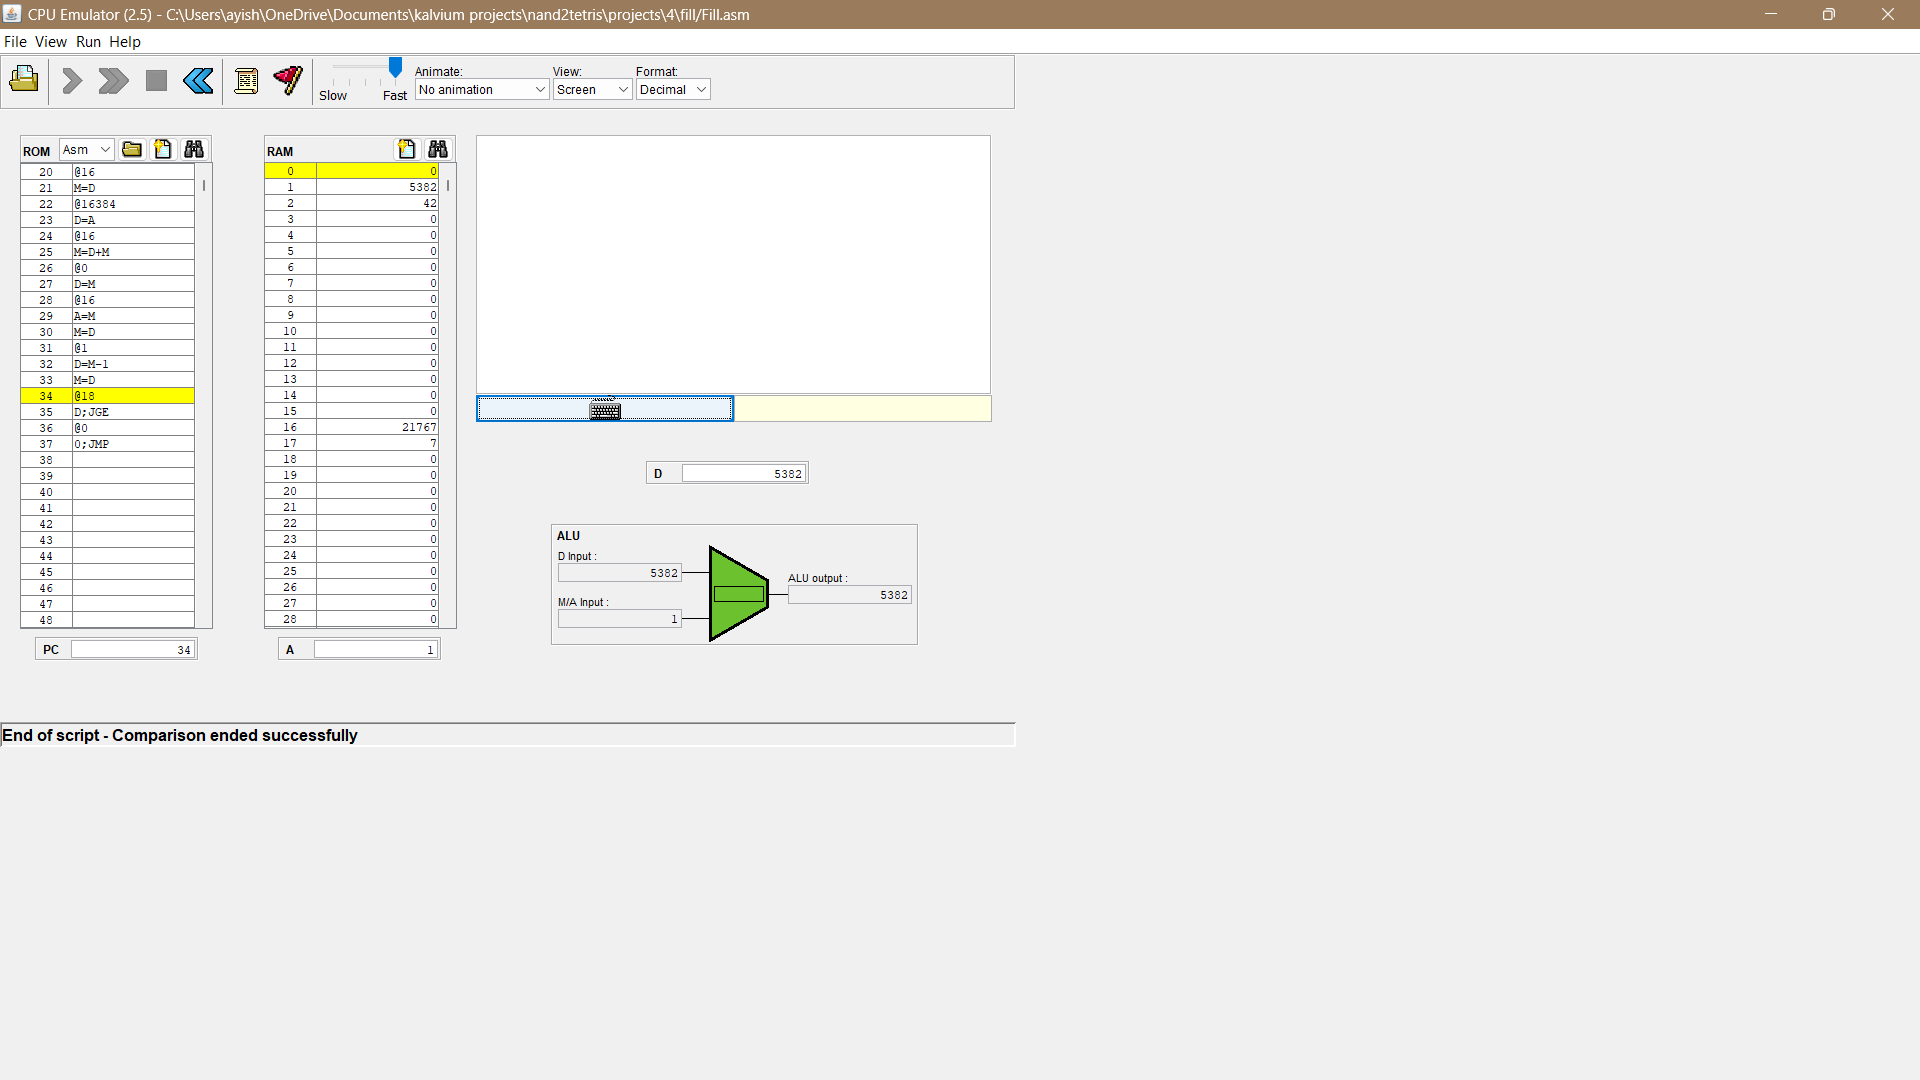 CPU Emulator (2.5) - C:\Users\ayish\OneDrive\Documents\kalvium projects\nand2tetris\projects\4\fill/Fill.asm
File View Run Help
Slow Fast
Animate:
No animation
View:
Screen
Format:
Decimal
ROM Asm
20 @16
21 M=D
22 @16384
23 D=A
24 @16
25 M=D+M
26 @0
27 D=M
28 @16
29 A=M
30 M=D
31 @1
32 D=M-1
33 M=D
34 @18
35 D;JGE
36 @0
37 0;JMP
38
39
40
41
42
43
44
45
46
47
48
PC 34
RAM
0 0
1 5382
2 42
3 0
4 0
5 0
6 0
7 0
8 0
9 0
10 0
11 0
12 0
13 0
14 0
15 0
16 21767
17 7
18 0
19 0
20 0
21 0
22 0
23 0
24 0
25 0
26 0
27 0
28 0
A 1
D 5382
ALU
D Input :
5382
M/A Input :
1
ALU output :
5382
End of script - Comparison ended successfully